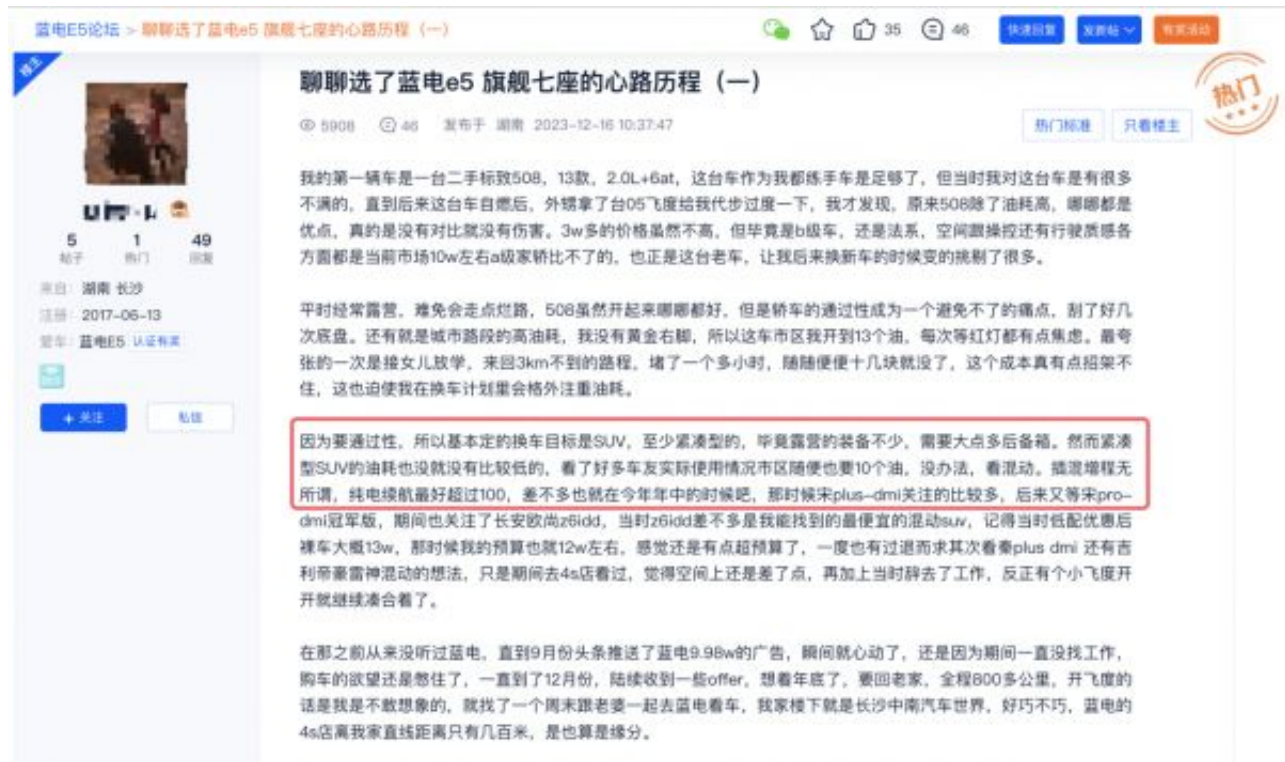 蓝电E5论坛 > 聊聊选了蓝电e5 旗舰七座的心路历程（一）
35
46
快速回复
发新帖
有奖活动
楼主
聊聊选了蓝电e5 旗舰七座的心路历程（一）
热门
5908
46
发布于 湖南 2023-12-16 10:37:47
热门标准
只看楼主
5
1
49
帖子
热门
回复
来自 湖南 长沙
注册 2017-06-13
爱车 蓝电E5 认证有奖
+ 关注
私信
我的第一辆车是一台二手标致508，13款，2.0L+6at，这台车作为我都练手车是足够了，但当时我对这台车是有很多
不满的，直到后来这台车自燃后，外甥拿了台05飞度给我代步过度一下，我才发现，原来508除了油耗高，哪哪都是
优点，真的是没有对比就没有伤害。3w多的价格虽然不高，但毕竟是b级车，还是法系，空间跟操控还有行驶质感各
方面都是当前市场10w左右a级家轿比不了的，也正是这台老车，让我后来换新车的时候变的挑剔了很多。
平时经常露营，难免会走点烂路，508虽然开起来哪哪都好，但是轿车的通过性成为一个避免不了的痛点，刮了好几
次底盘。还有就是城市路段的高油耗，我没有黄金右脚，所以这车市区我开到13个油，每次等红灯都有点焦虑。最夸
张的一次是接女儿放学，来回3km不到的路程，堵了一个多小时，随随便便十几块就没了，这个成本真有点招架不
住，这也迫使我在换车计划里会格外注重油耗。
因为要通过性，所以基本定的换车目标是SUV，至少紧凑型的，毕竟露营的装备不少，需要大点多后备箱。然而紧凑
型SUV的油耗也没就没有比较低的，看了好多车友实际使用情况市区随便也要10个油，没办法，看混动。插混增程无
所谓，纯电续航最好超过100，差不多也就在今年年中的时候吧，那时候宋plus-dmi关注的比较多，后来又等宋pro-
dmi冠军版，期间也关注了长安欧尚z6idd，当时z6idd差不多是我能找到的最便宜的混动suv，记得当时低配优惠后
裸车大概13w，那时候我的预算也就12w左右，感觉还是有点超预算了，一度也有过退而求其次看秦plus dmi 还有吉
利帝豪雷神混动的想法，只是期间去4s店看过，觉得空间上还是差了点，再加上当时辞去了工作，反正有个小飞度开
开就继续凑合着了。
在那之前从来没听过蓝电，直到9月份头条推送了蓝电9.98w的广告，瞬间就心动了，还是因为期间一直没找工作，
购车的欲望还是憋住了，一直到了12月份，陆续收到一些offer，想着年底了，要回老家，全程800多公里，开飞度的
话是我是不敢想象的，就找了一个周末跟老婆一起去蓝电看车，我家楼下就是长沙中南汽车世界，好巧不巧，蓝电的
4s店离我家直线距离只有几百米，是也算是缘分。